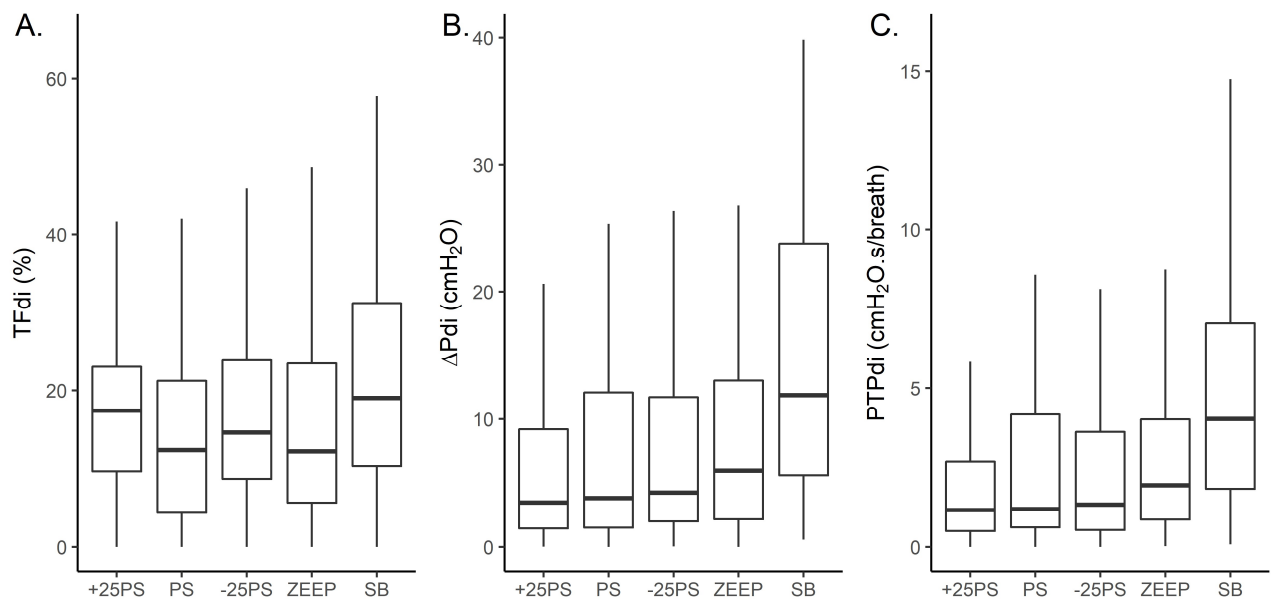 A.
TFdi (%)
60
40
20
0
+25PS PS -25PS ZEEP SB
B.
ΔPdi (cmH₂O)
40
30
20
10
0
+25PS PS -25PS ZEEP SB
C.
PTPdi (cmH₂O.s/breath)
15
10
5
0
+25PS PS -25PS ZEEP SB